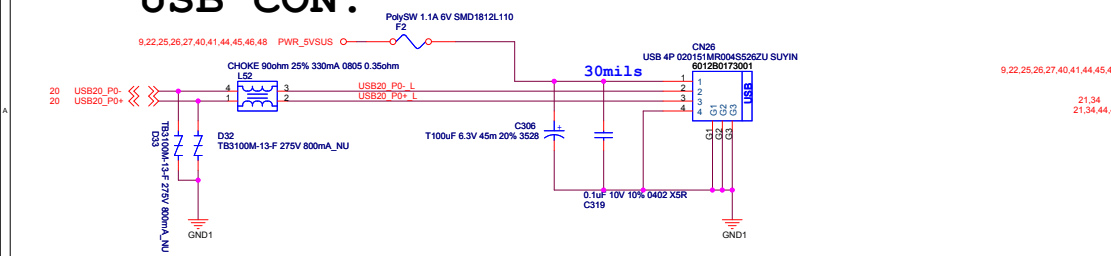 USB CON.
PolySW 1.1A 6V SMD1812L110
F2
9,22,25,26,27,40,41,44,45,46,48 PWR_5VSUS
CN26
USB 4P 020151MR004S526ZU SUYIN
6012B0173001
CHOKE 90ohm 25% 330mA 0805 0.35ohm
L52
30mils
9,22,25,26,27,40,41,44,45,4
20 USB20_P0-
4
3
USB20_P0-_L
20 USB20_P0+
1
2
USB20_P0+_L
1
2
3
4
1
2
3
4
G1
G2
G3
USB
G1
G2
G3
21,34
21,34,44,
A
TB3100M-13-F 275V 800mA_NU
D33
D32
TB3100M-13-F 275V 800mA_NU
C306
T100uF 6.3V 45m 20% 3528
+
0.1uF 10V 10% 0402 X5R
C319
GND1
GND1